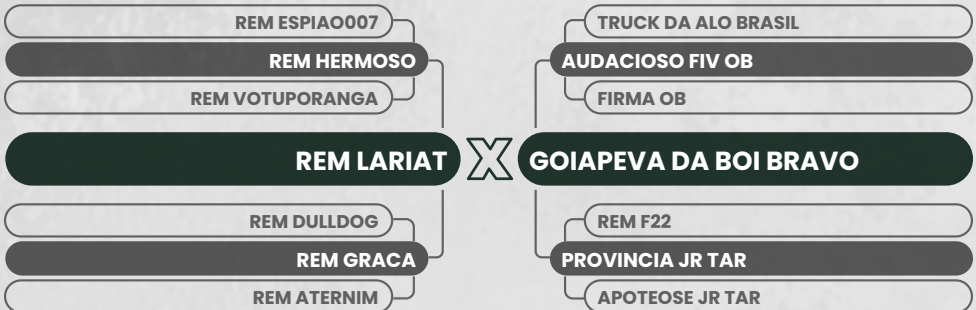 REM ESPIAO007
REM HERMOSO
REM VOTUPORANGA
REM LARIAT
REM DULLDOG
REM GRACA
REM ATERNIM
X
TRUCK DA ALO BRASIL
AUDACIOSO FIV OB
FIRMA OB
GOIAPEVA DA BOI BRAVO
REM F22
PROVINCIA JR TAR
APOTEOSE JR TAR